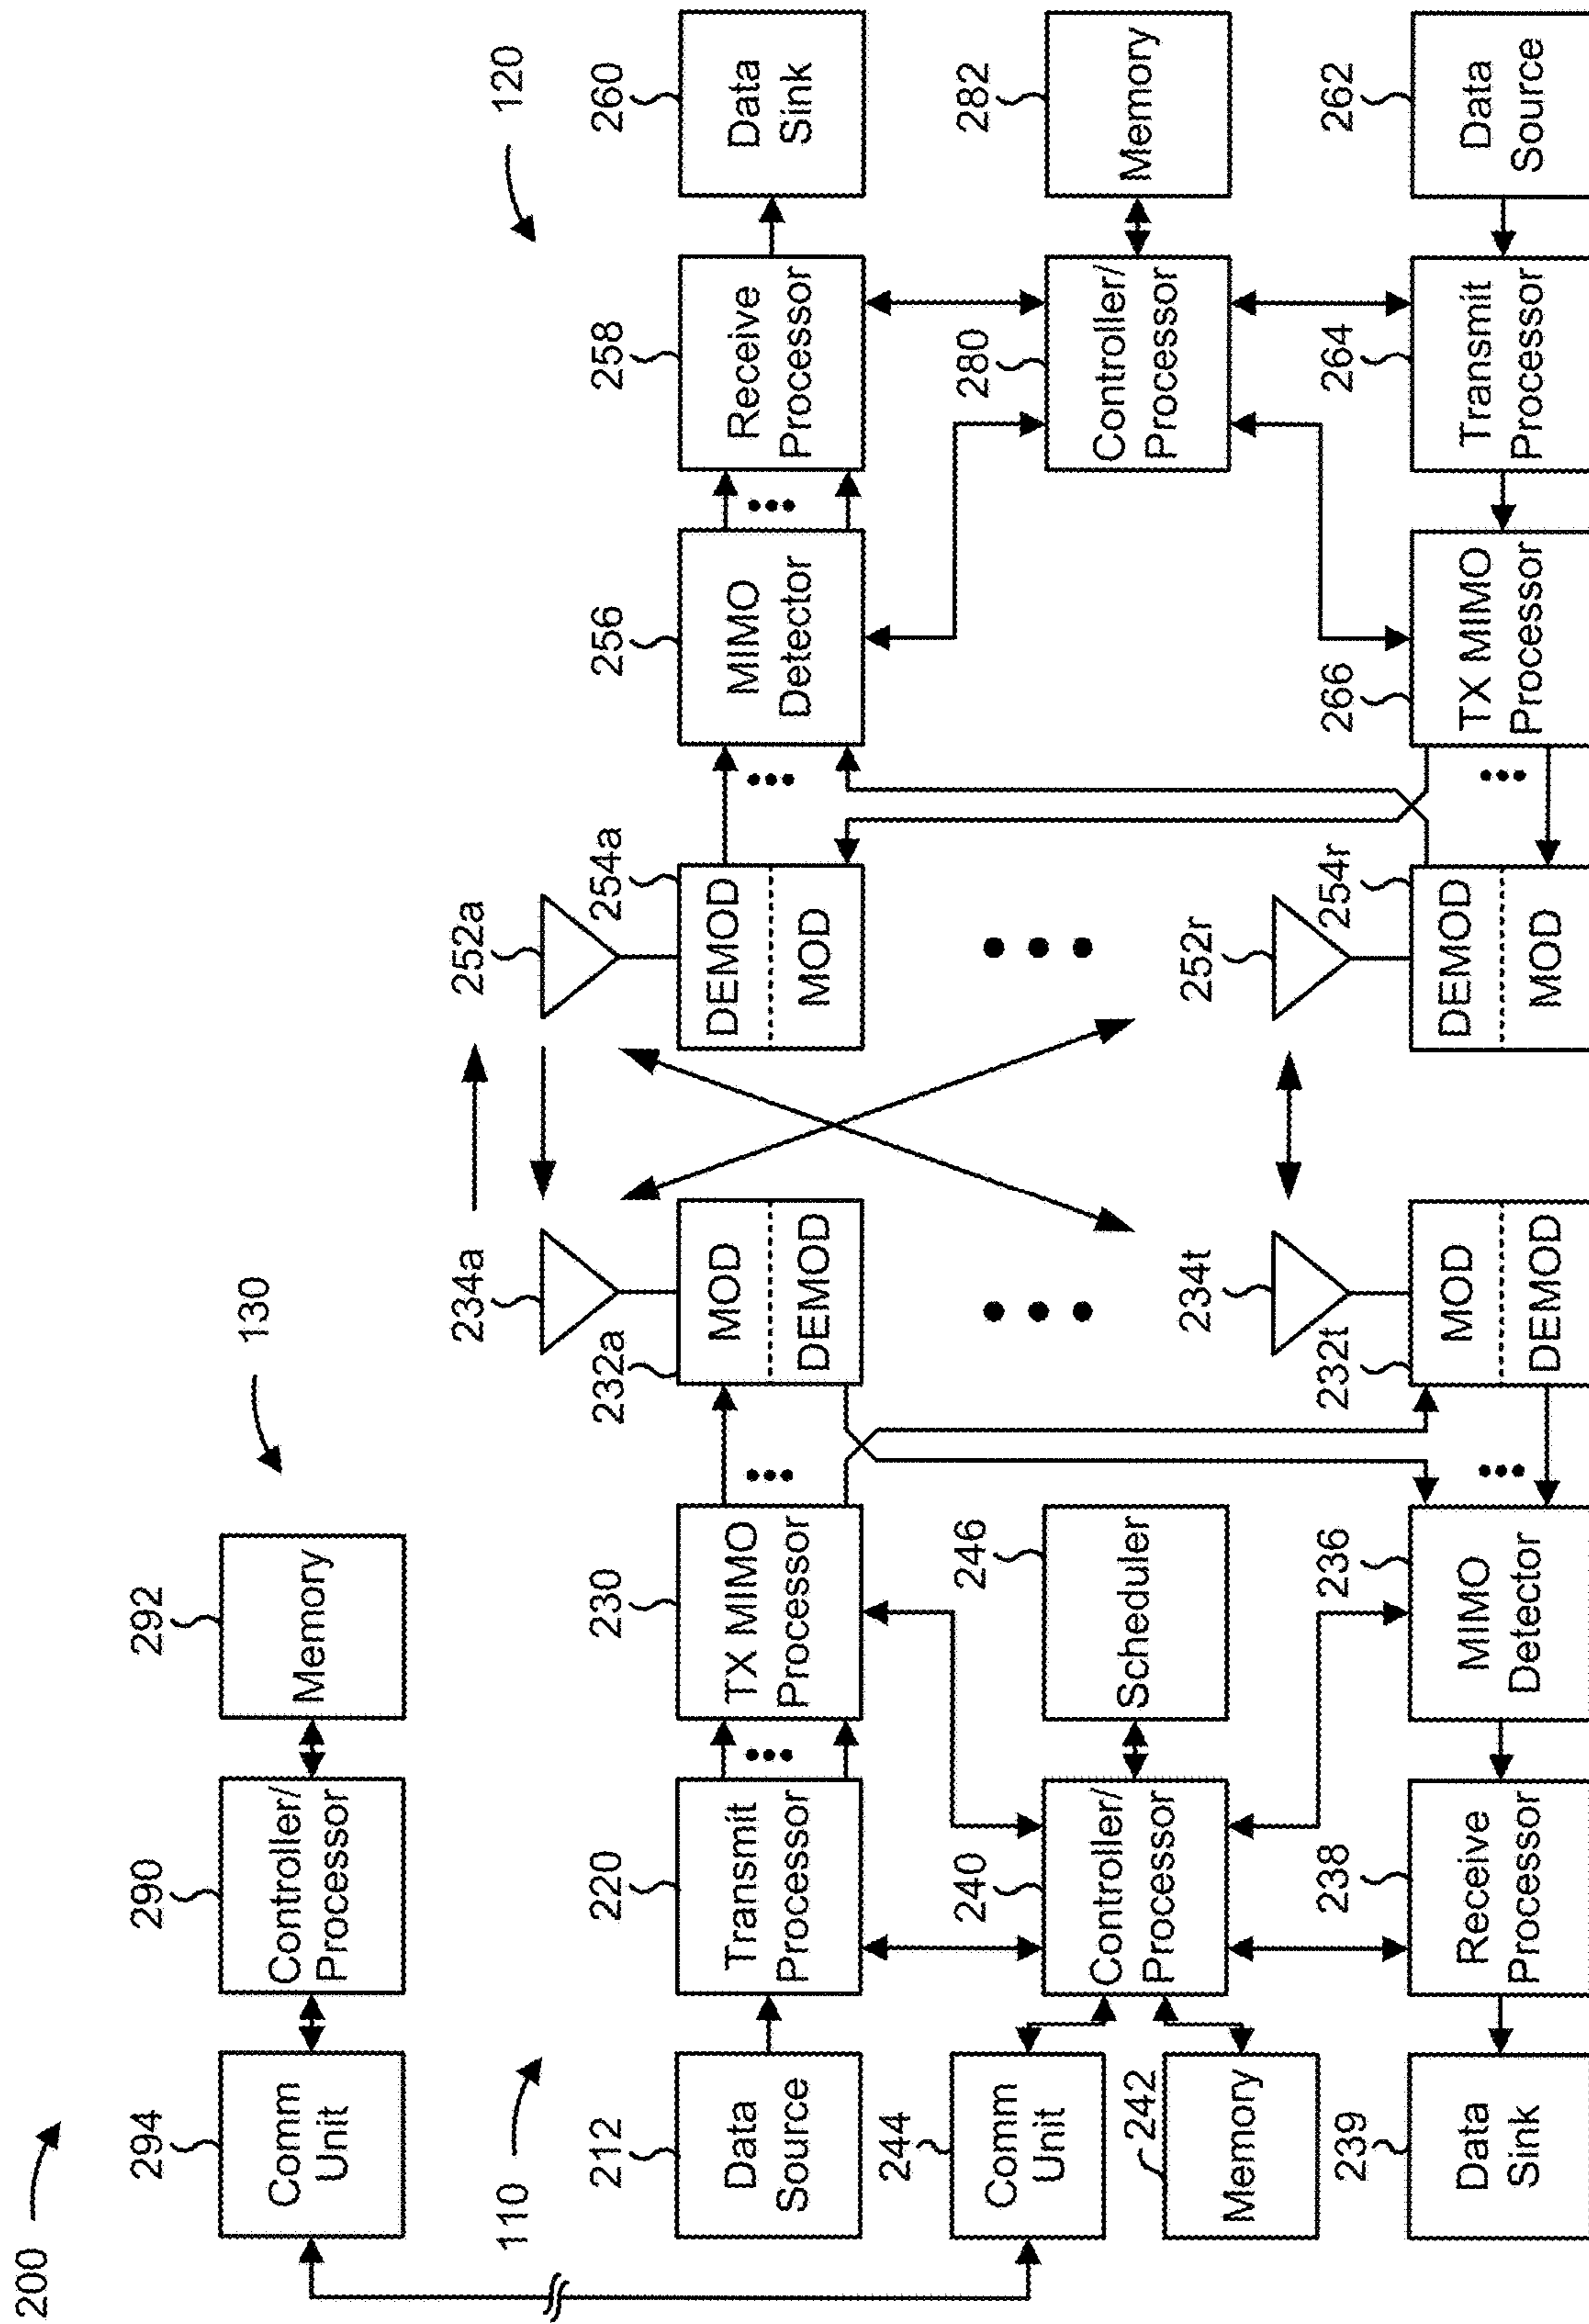 200
294
Comm
Unit
290
Controller/
Processor
292
Memory
130
110
212
Data
Source
220
Transmit
Processor
230
TX MIMO
Processor
232a
MOD
DEMOD
234a
252a
254a
DEMOD
MOD
256
MIMO
Detector
258
Receive
Processor
260
Data
Sink
120
244
Comm
Unit
242
Memory
240
Controller/
Processor
246
Scheduler
280
Controller/
Processor
282
Memory
239
Data
Sink
238
Receive
Processor
236
MIMO
Detector
232t
MOD
DEMOD
234t
252r
254r
DEMOD
MOD
266
TX MIMO
Processor
264
Transmit
Processor
262
Data
Source